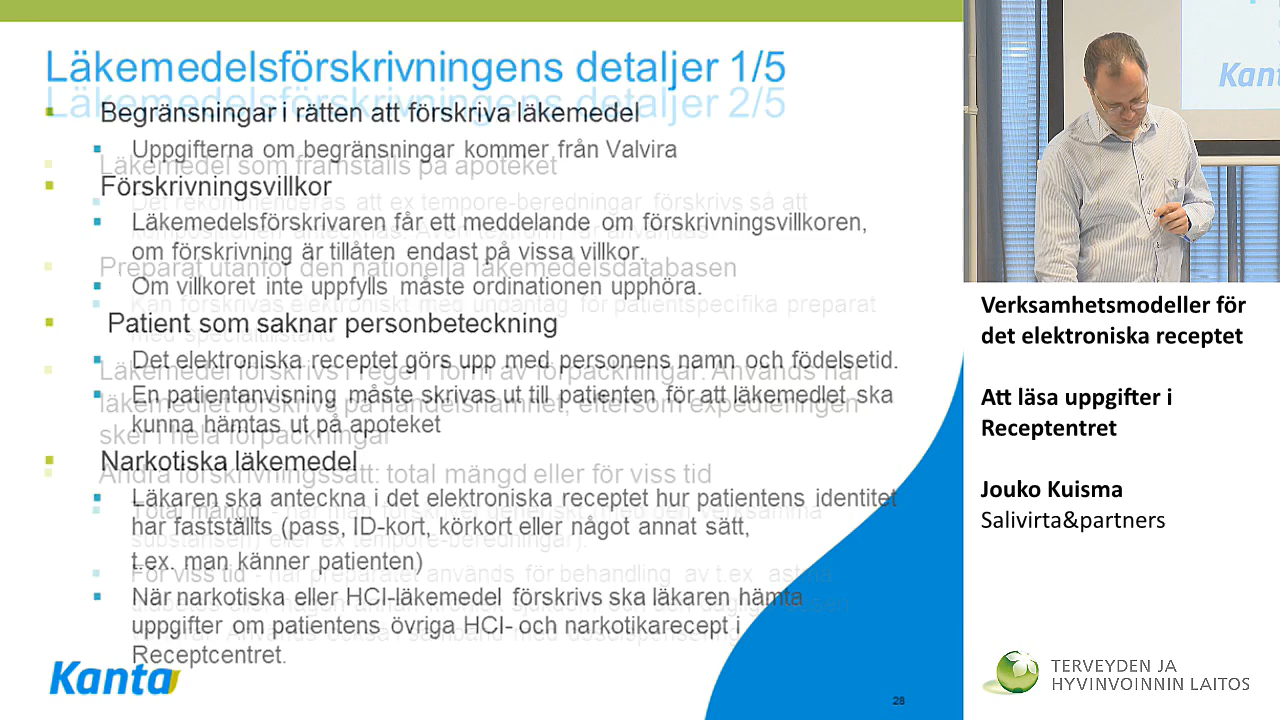 Läkemedelsförskrivningens detaljer 1/5
Läkemedelsförskrivningens detaljer 2/5
Begränsningar i rätten att förskriva läkemedel
Uppgifterna om begränsningar kommer från Valvira
Läkemedel som framställs på apoteket
Förskrivningsvillkor
Det rekommenderas att ex tempore-beredningar förskrivs så att
Läkemedelsförskrivaren får ett meddelande om förskrivningsvillkoren,
om förskrivning är tillåten endast på vissa villkor.
Preparat utanför den nationella läkemedelsdatabasen
Om villkoret inte uppfylls måste ordinationen upphöra.
Kan förskrivas elektroniskt med undantag för patientspecifika preparat
med specialtillstånd
Patient som saknar personbeteckning
Det elektroniska receptet görs upp med personens namn och födelsetid.
Läkemedel förskrivs i regel i form av förpackningar. Används när
En patientanvisning måste skrivas ut till patienten för att läkemedlet ska
läkemedlet förskrivs på handelsnamnet, eftersom expedieringen
kunna hämtas ut på apoteket
sker i hela förpackningar
Narkotiska läkemedel
Andra förskrivningssätt: total mängd eller för viss tid
Läkaren ska anteckna i det elektroniska receptet hur patientens identitet
Total mängd - när man förskriver generiskt (med den verksamma
har fastställts (pass, ID-kort, körkort eller något annat sätt,
substansen) eller ex tempore-beredningar).
t.ex. man känner patienten)
För viss tid - när preparatet används för behandling av t.ex. astma
När narkotiska eller HCI-läkemedel förskrivs ska läkaren hämta
uppgifter om patientens övriga HCI- och narkotikarecept i
Receptcentret.
Kanta
28
Kant
Verksamhetsmodeller för
det elektroniska receptet
Att läsa uppgifter i
Receptentret
Jouko Kuisma
Salivirta&partners
TERVEYDEN JA
HYVINVOINNIN LAITOS